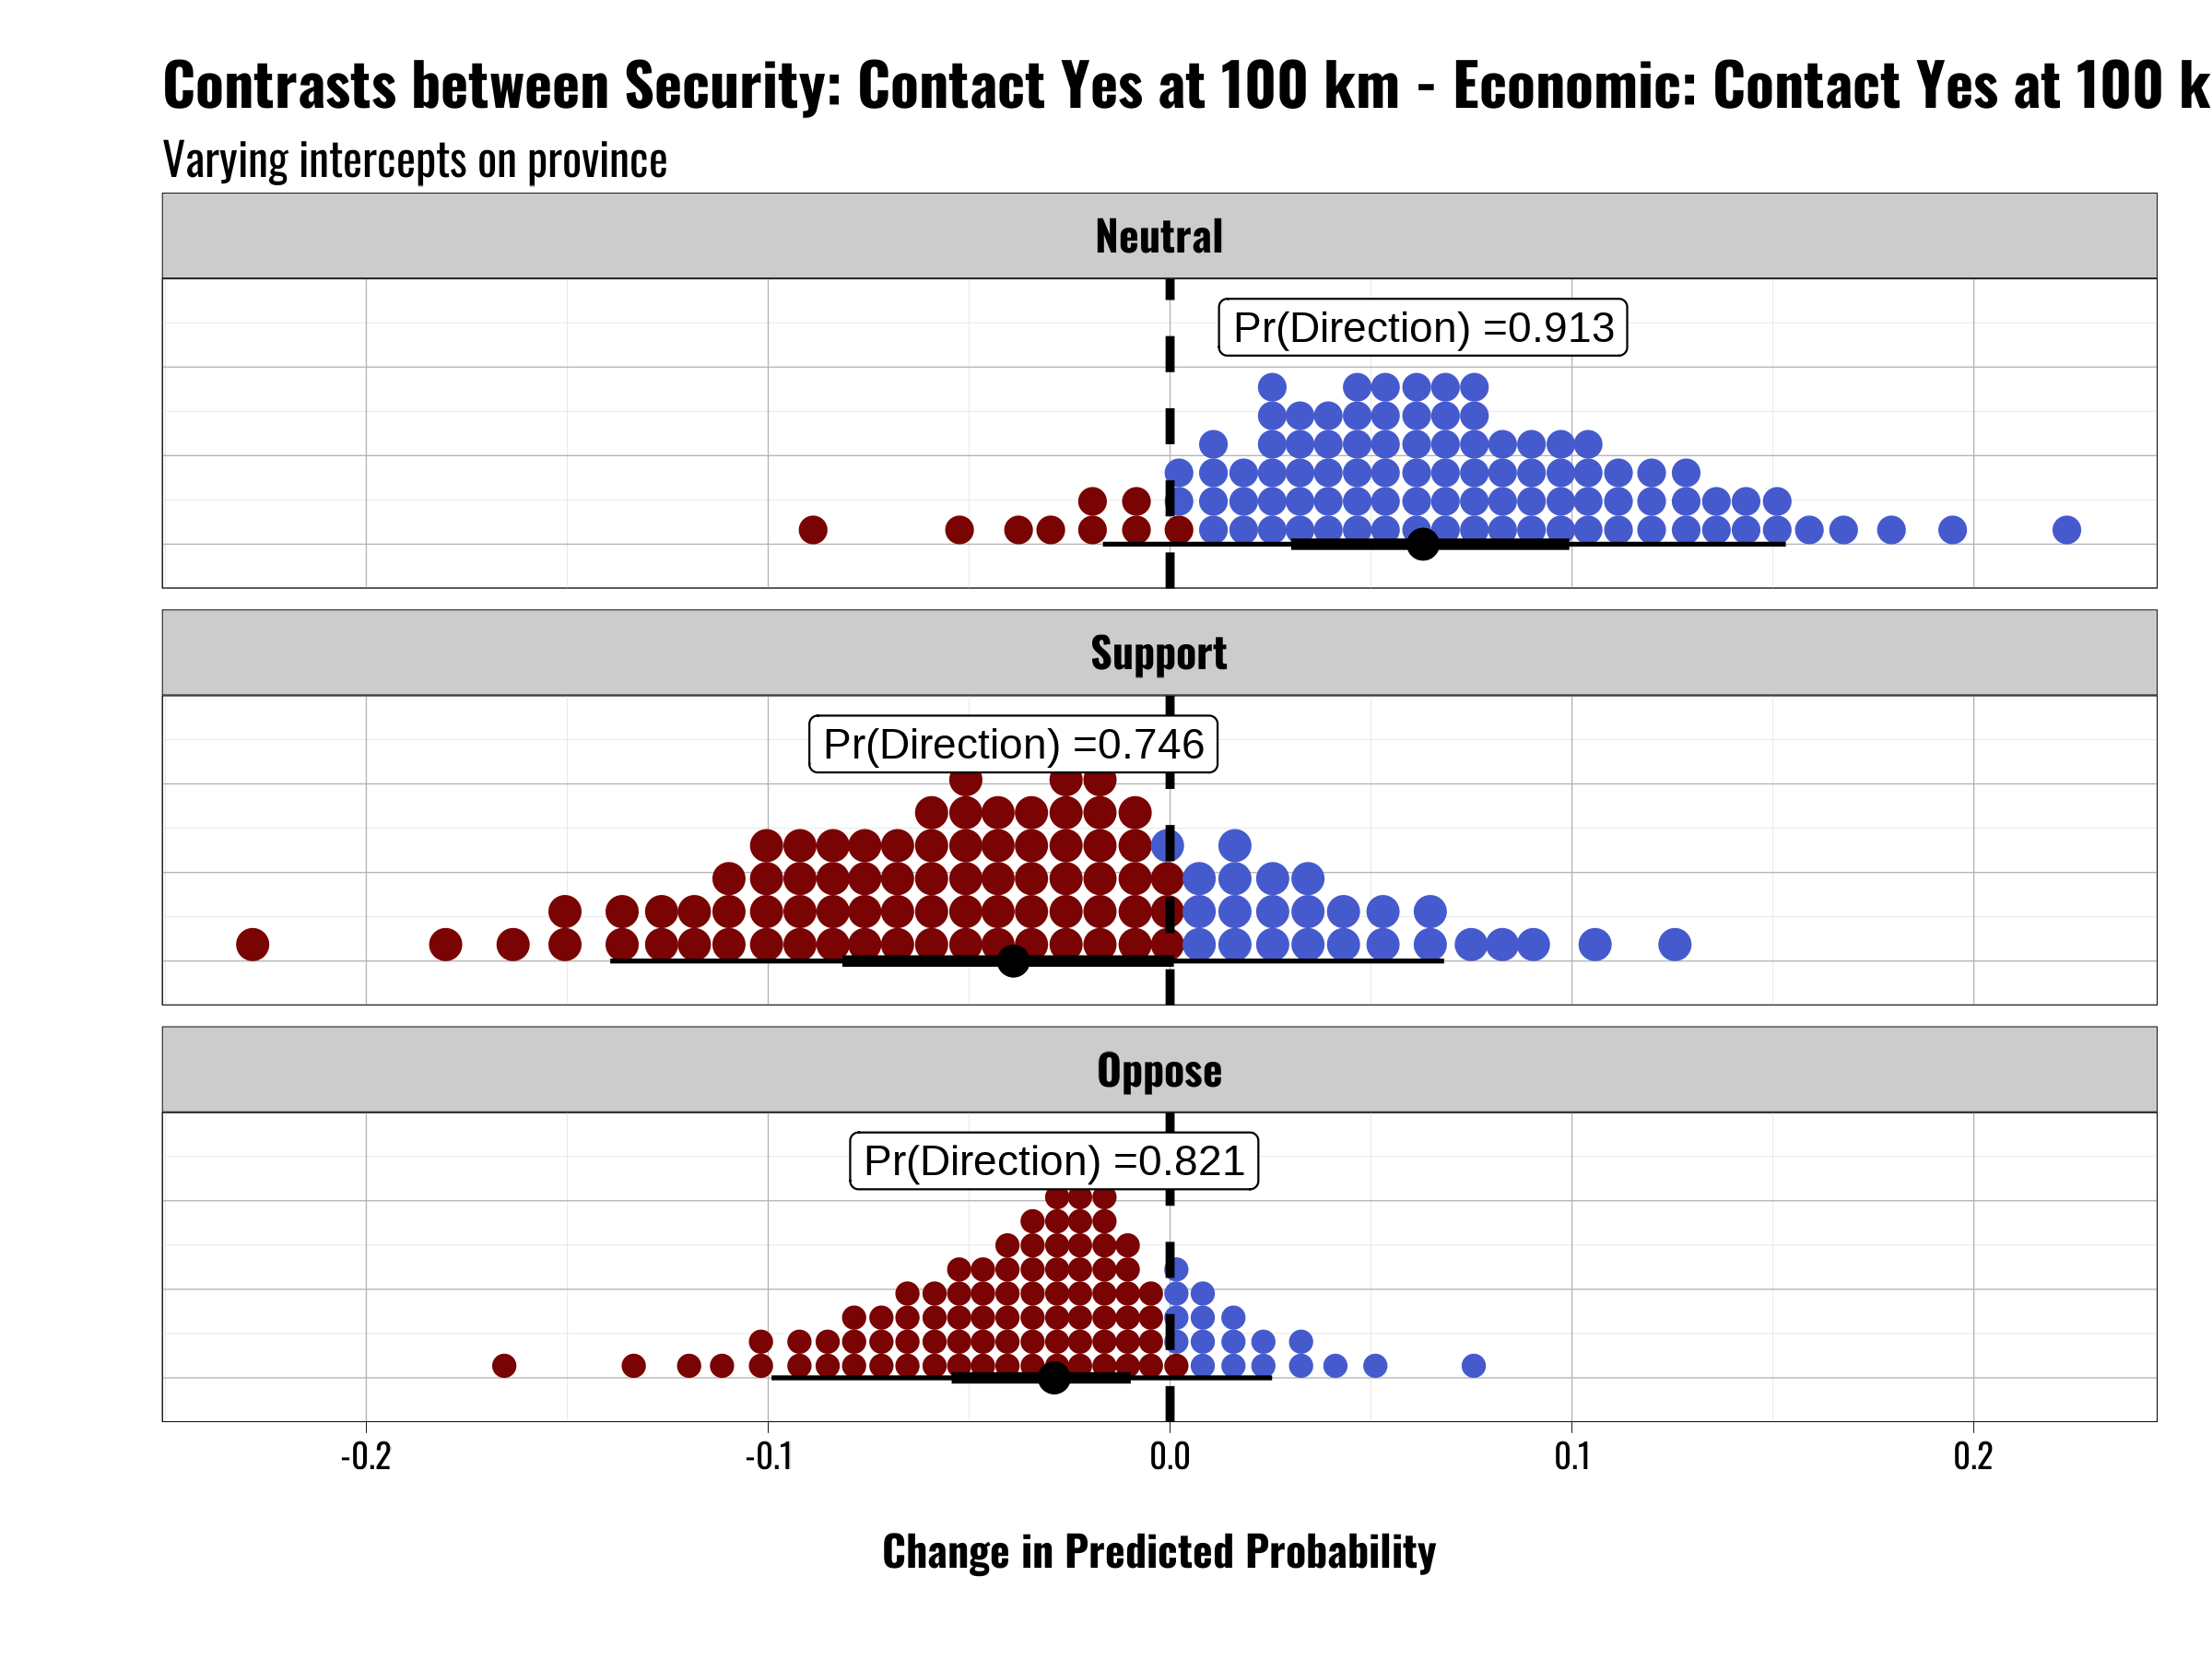 Contrasts between Security: Contact Yes at 100 km - Economic: Contact Yes at 100 k
Varying intercepts on province
Neutral
Pr(Direction) =0.913
Support
Pr(Direction) =0.746
Oppose
Pr(Direction) =0.821
-0.2 -0.1 0.0 0.1 0.2
Change in Predicted Probability